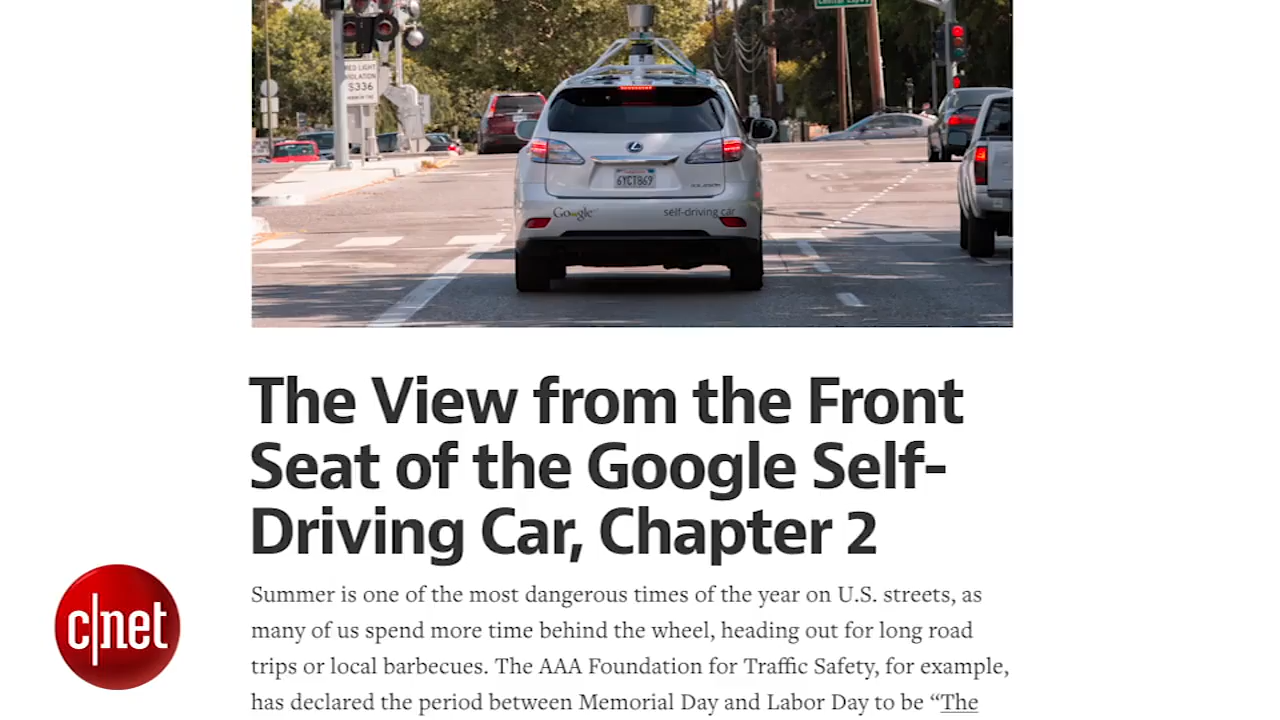 Central Expwy
RED LIGHT
VIOLATION
$336
6YCT869
Google
self-driving car
The View from the Front
Seat of the Google Self-
Driving Car, Chapter 2
Summer is one of the most dangerous times of the year on U.S. streets, as
many of us spend more time behind the wheel, heading out for long road
trips or local barbecues. The AAA Foundation for Traffic Safety, for example,
has declared the period between Memorial Day and Labor Day to be “The
c|net